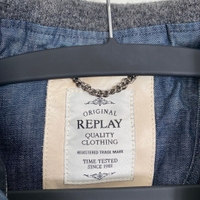 ORIGINAL
REPLAY
QUALITY
CLOTHING
REGISTERED TRADE MARK
TIME TESTED
SINCE 1981